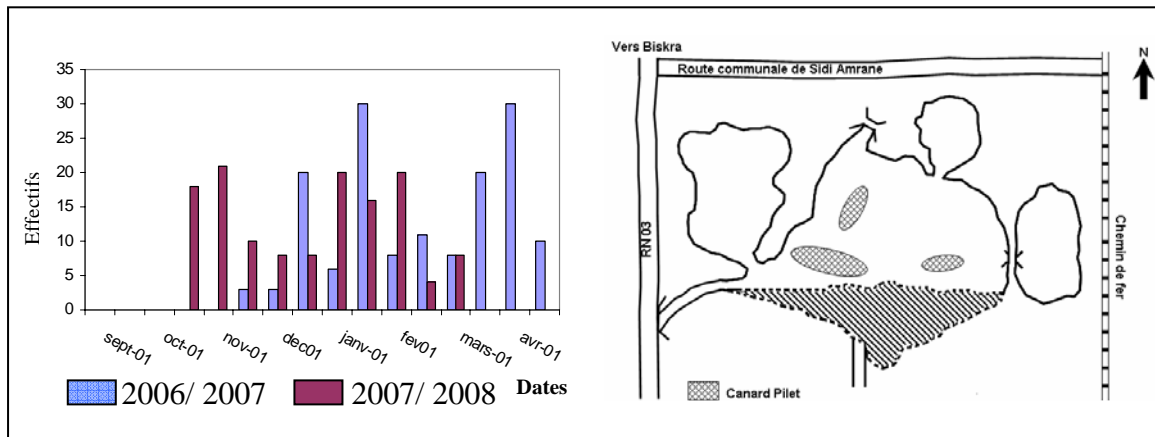 35
30
25
20
15
10
5
0
Effectifs
sept-01
oct-01
nov-01
dec01
janv-01
fev01
mars-01
avr-01
2006/ 2007
2007/ 2008
Dates
Vers Biskra
N
Route communale de Sidi Amrane
RN 03
Chemin de fer
Canard Pilet